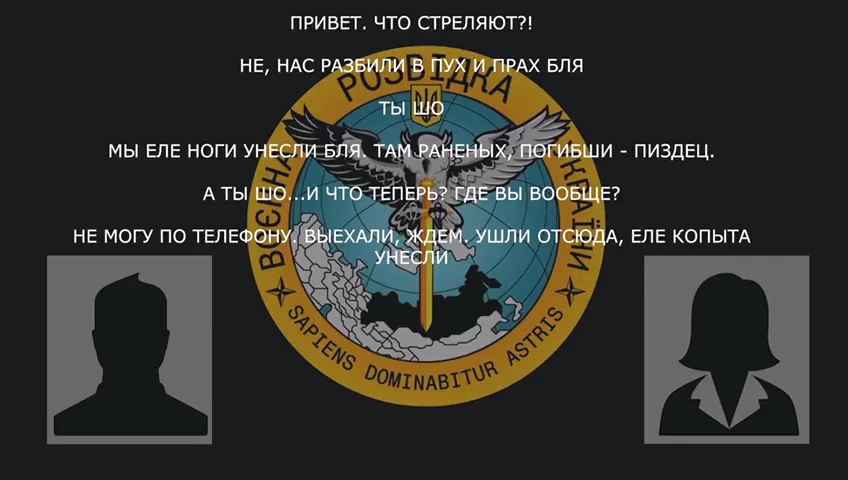 ПРИВЕТ. ЧТО СТРЕЛЯЮТ?!
НЕ, НАС РАЗБИЛИ В ПУХ И ПРАХ БЛЯ
ТЫ ШО
МЫ ЕЛЕ НОГИ УНЕСЛИ БЛЯ. ТАМ РАНЕНЫХ, ПОГИБШИ - ПИЗДЕЦ.
А ТЫ ШО...И ЧТО ТЕПЕРЬ? ГДЕ ВЫ ВООБЩЕ?
НЕ МОГУ ПО ТЕЛЕФОНУ. ВЫЕХАЛИ, ЖДЕМ. УШЛИ ОТСЮДА, ЕЛЕ КОПЫТА
УНЕСЛИ
ВОЄННА РОЗВІДКА УКРАЇНИ
SAPIENS DOMINABITUR ASTRIS